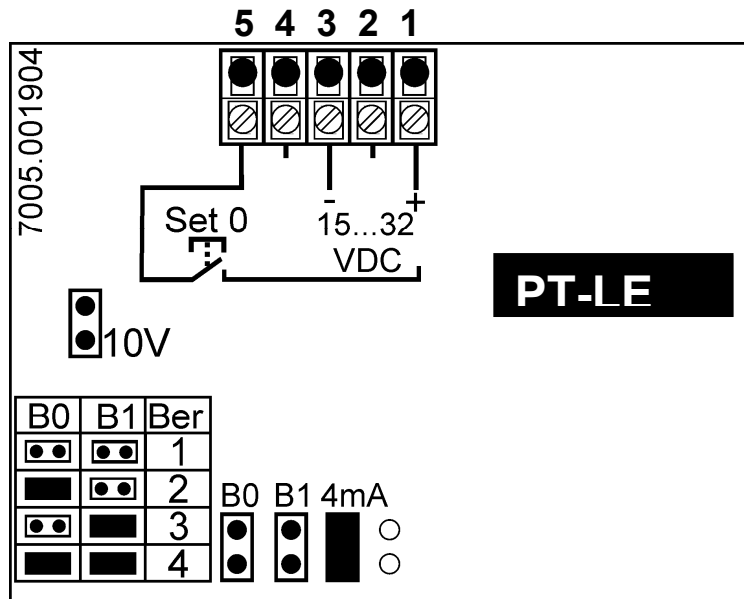 5 4 3 2 1
7005.001904
- +
Set 0
15...32
VDC
PT-LE
10V
B0 B1 Ber
1
2
3
4
B0 B1 4mA